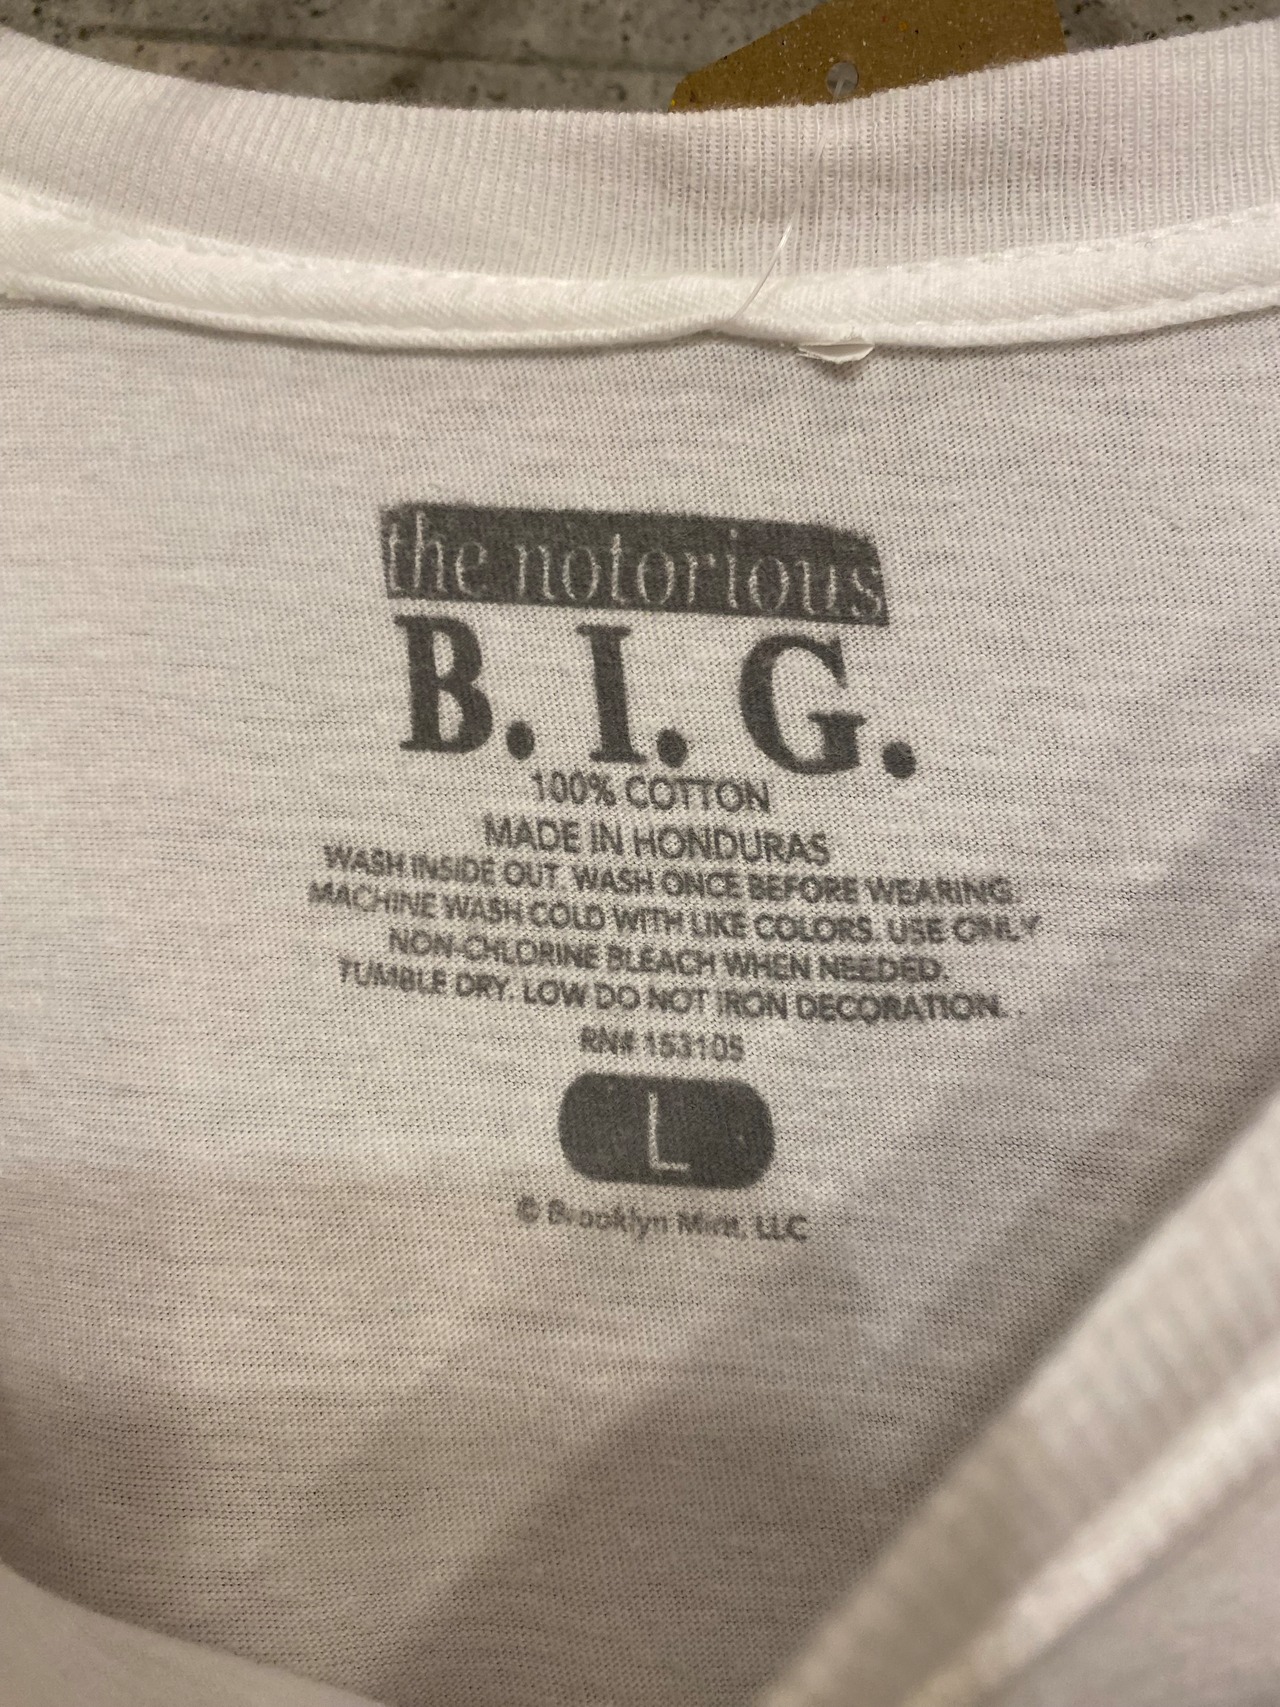 the notorious
B. I. G.
100% COTTON
MADE IN HONDURAS
WASH INSIDE OUT. WASH ONCE BEFORE WEARING.
MACHINE WASH COLD WITH LIKE COLORS. USE ONLY
NON-CHLORINE BLEACH WHEN NEEDED.
TUMBLE DRY. LOW DO NOT IRON DECORATION.
RN# 153105
L
© Brooklyn Mint, LLC